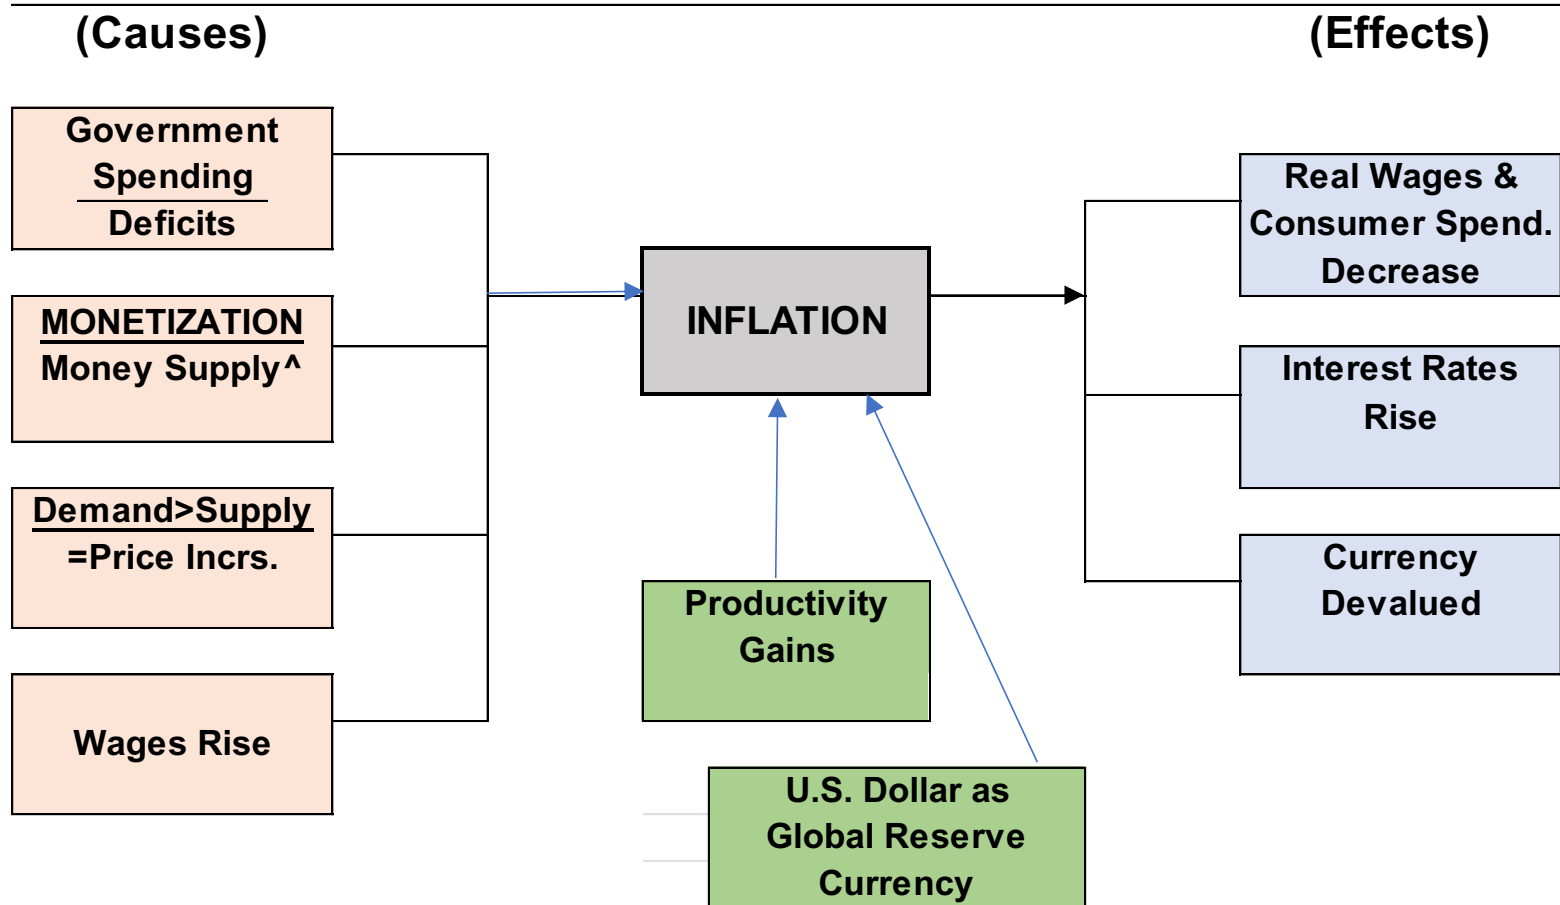 (Causes)
(Effects)
Government
Spending
Deficits
MONETIZATION
Money Supply^
Demand>Supply
=Price Incrs.
Wages Rise
INFLATION
Productivity
Gains
U.S. Dollar as
Global Reserve
Currency
Real Wages &
Consumer Spend.
Decrease
Interest Rates
Rise
Currency
Devalued